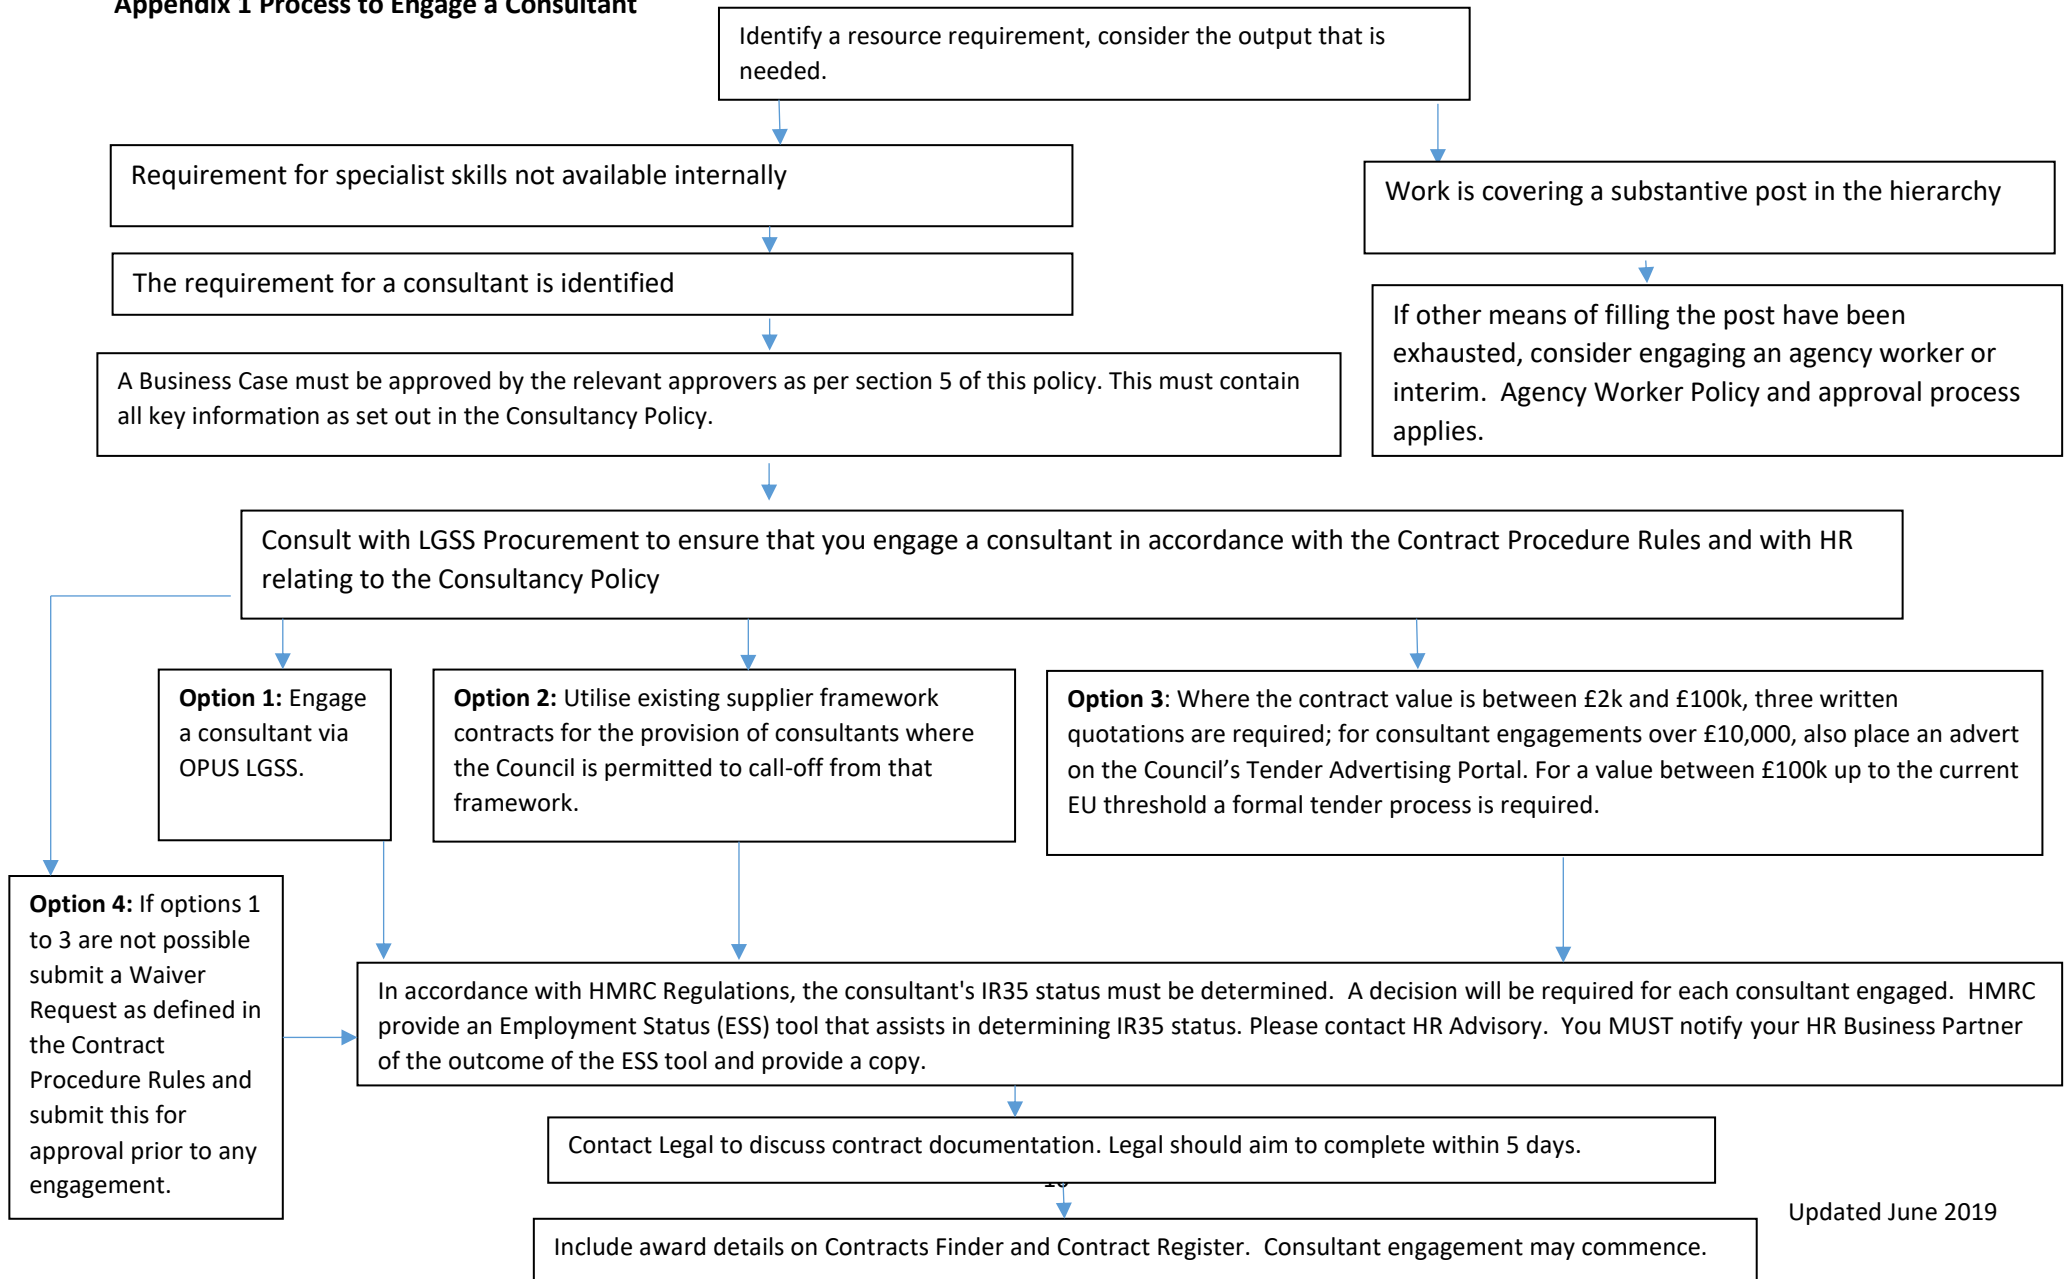 Appendix 1 Process to Engage a Consultant
Identify a resource requirement, consider the output that is
needed.
Requirement for specialist skills not available internally
Work is covering a substantive post in the hierarchy
The requirement for a consultant is identified
If other means of filling the post have been
exhausted, consider engaging an agency worker or
interim.  Agency Worker Policy and approval process
applies.
A Business Case must be approved by the relevant approvers as per section 5 of this policy. This must contain
all key information as set out in the Consultancy Policy.
Consult with LGSS Procurement to ensure that you engage a consultant in accordance with the Contract Procedure Rules and with HR
relating to the Consultancy Policy
Option 1: Engage
a consultant via
OPUS LGSS.
Option 2: Utilise existing supplier framework
contracts for the provision of consultants where
the Council is permitted to call-off from that
framework.
Option 3: Where the contract value is between £2k and £100k, three written
quotations are required; for consultant engagements over £10,000, also place an advert
on the Council’s Tender Advertising Portal. For a value between £100k up to the current
EU threshold a formal tender process is required.
Option 4: If options 1
to 3 are not possible
submit a Waiver
Request as defined in
the Contract
Procedure Rules and
submit this for
approval prior to any
engagement.
In accordance with HMRC Regulations, the consultant's IR35 status must be determined.  A decision will be required for each consultant engaged.  HMRC
provide an Employment Status (ESS) tool that assists in determining IR35 status. Please contact HR Advisory.  You MUST notify your HR Business Partner
of the outcome of the ESS tool and provide a copy.
Contact Legal to discuss contract documentation. Legal should aim to complete within 5 days.
Updated June 2019
Include award details on Contracts Finder and Contract Register.  Consultant engagement may commence.